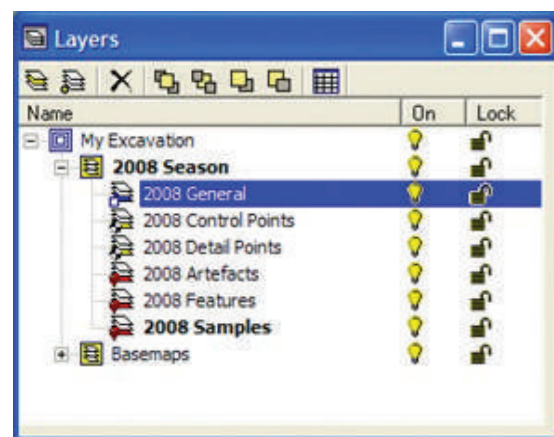 Layers
Name On Lock
My Excavation
2008 Season
2008 General
2008 Control Points
2008 Detail Points
2008 Artefacts
2008 Features
2008 Samples
Basemaps